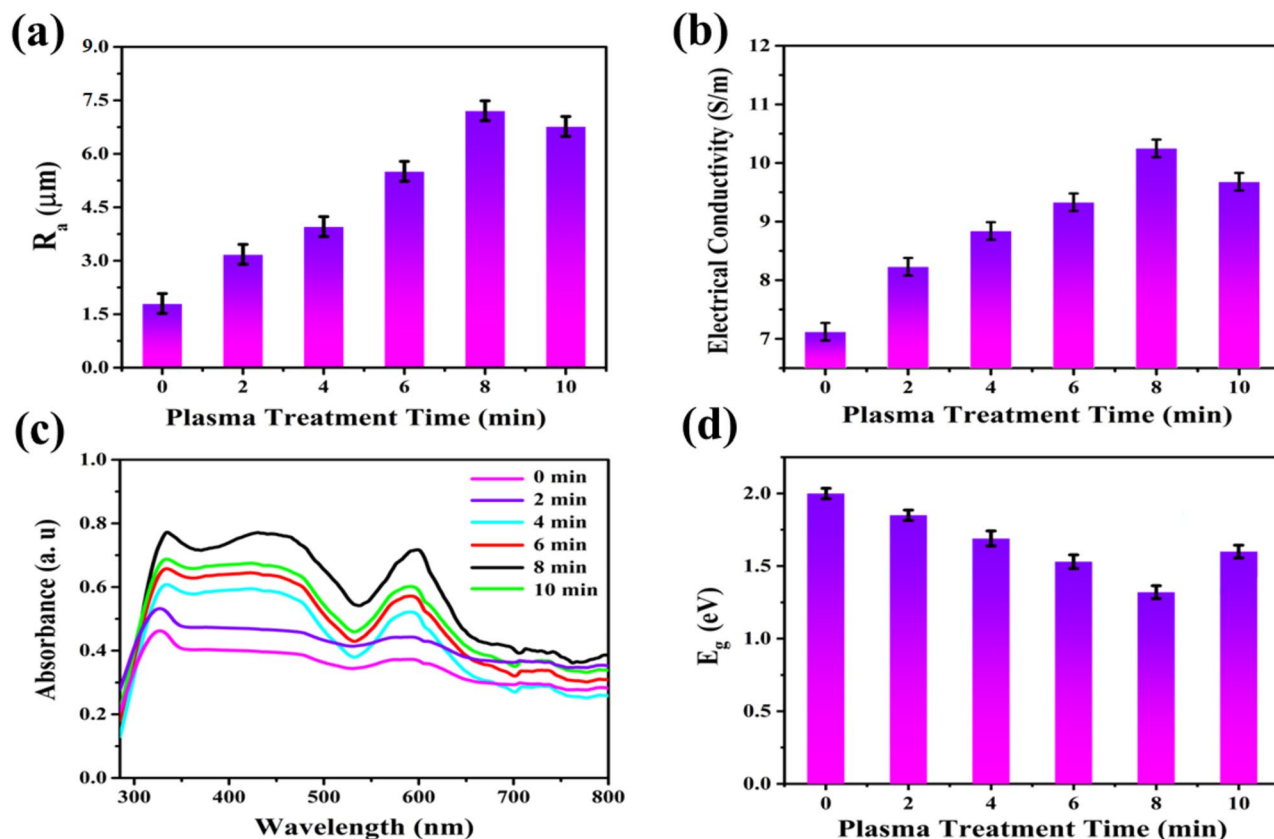 (a)
9.0
7.5
6.0
4.5
3.0
1.5
0.0
Ra (μm)
0 2 4 6 8 10
Plasma Treatment Time (min)
(b)
12
11
10
9
8
7
Electrical Conductivity (S/m)
0 2 4 6 8 10
Plasma Treatment Time (min)
(c)
1.0
0.8
0.6
0.4
0.2
0.0
Absorbance (a. u)
0 min
2 min
4 min
6 min
8 min
10 min
300 400 500 600 700 800
Wavelength (nm)
(d)
2.0
1.5
1.0
0.5
0.0
Eg (eV)
0 2 4 6 8 10
Plasma Treatment Time (min)